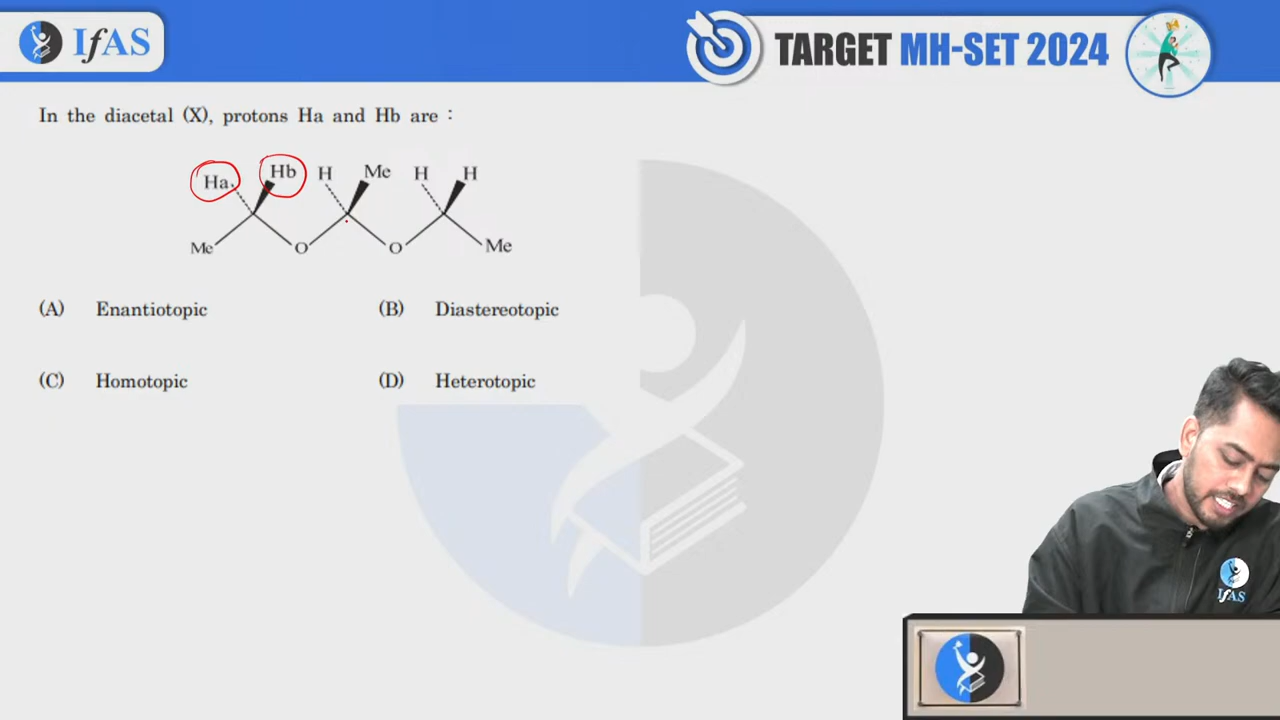 IfAS
TARGET MH-SET 2024
In the diacetal (X), protons Ha and Hb are :
Ha Hb H Me H H
Me O O Me
(A) Enantiotopic (B) Diastereotopic
(C) Homotopic (D) Heterotopic
IfAS